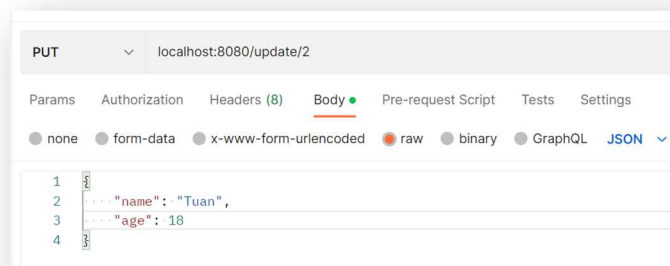 PUT localhost:8080/update/2
Params Authorization Headers (8) Body Pre-request Script Tests Settings
none form-data x-www-form-urlencoded raw binary GraphQL JSON
1 {
2 "name": "Tuan",
3 "age": 18
4 }